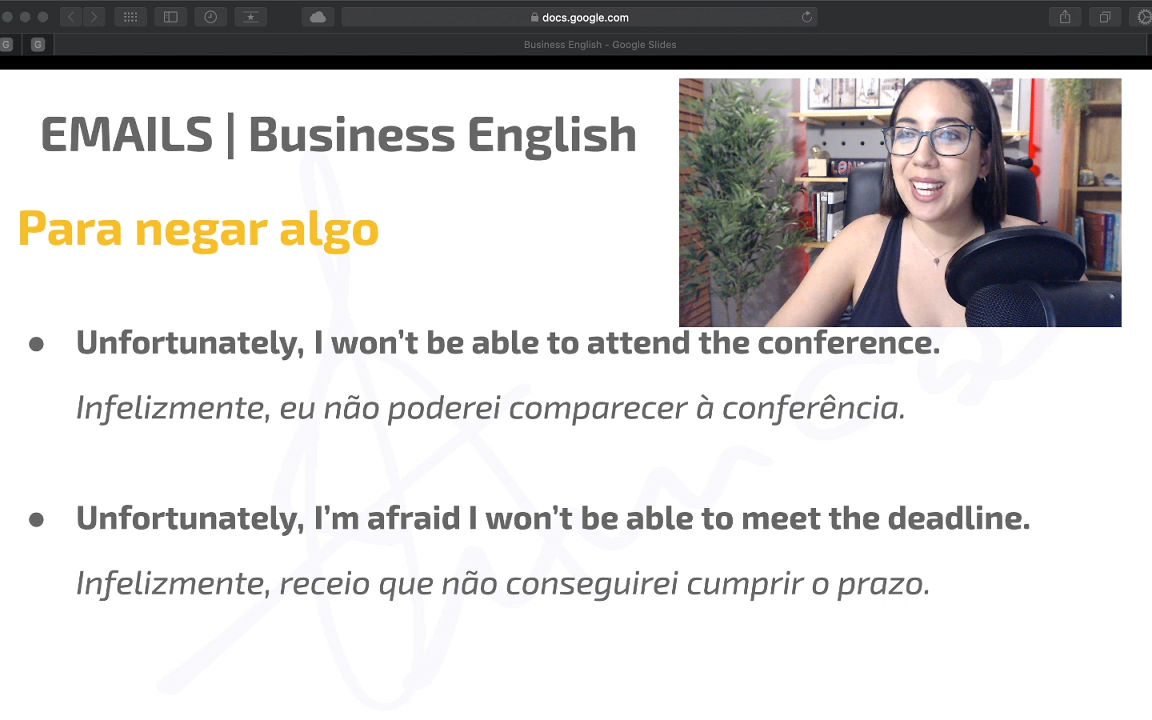 docs.google.com
G
G
Business English - Google Slides
EMAILS | Business English
Para negar algo
● Unfortunately, I won't be able to attend the conference.
Infelizmente, eu não poderei comparecer à conferência.
● Unfortunately, I'm afraid I won't be able to meet the deadline.
Infelizmente, receio que não conseguirei cumprir o prazo.